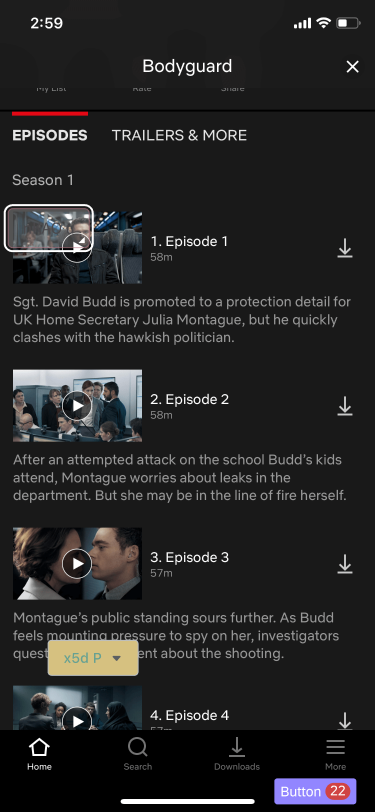 2:59
Bodyguard
My List Rate Share
EPISODES TRAILERS & MORE
Season 1
1. Episode 1
58m
Sgt. David Budd is promoted to a protection detail for
UK Home Secretary Julia Montague, but he quickly
clashes with the hawkish politician.
2. Episode 2
58m
After an attempted attack on the school Budd's kids
attend, Montague worries about leaks in the
department. But she may be in the line of fire herself.
3. Episode 3
57m
Montague's public standing sours further. As Budd
feels mounting pressure to spy on her, investigators
x5d P
ent about the shooting.
4. Episode 4
57m
Home Search Downloads More
Button 22